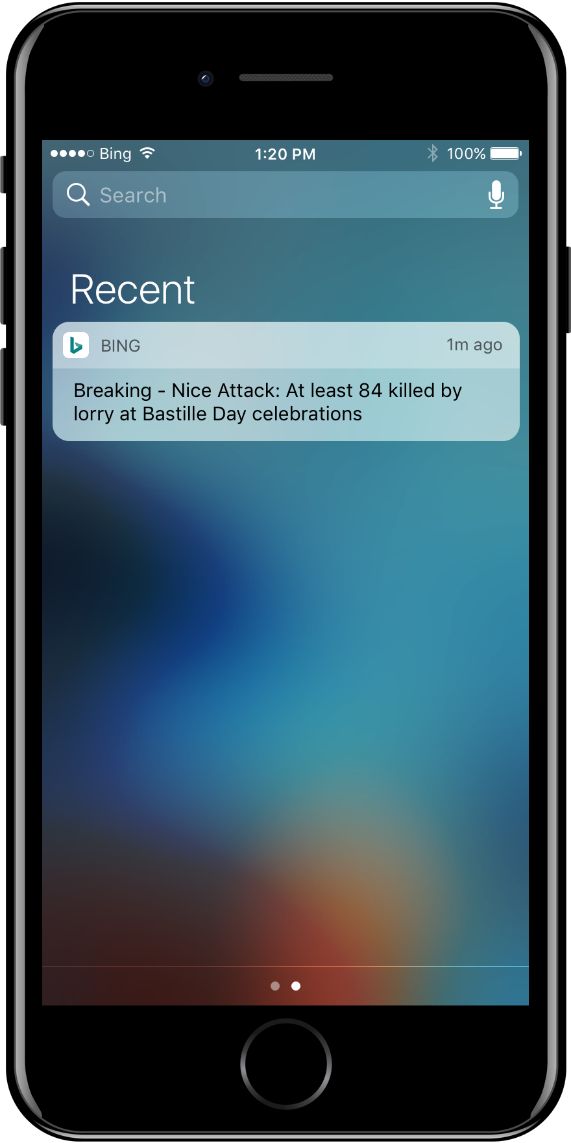 Bing 1:20 PM 100%
Search
Recent
BING 1m ago
Breaking - Nice Attack: At least 84 killed by
lorry at Bastille Day celebrations